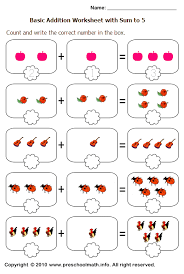 Name:
Basic Addition Worksheet with Sum to 5
Count and write the correct number in the box.
+ =
+ =
+ =
+ =
+ =
Copyright © 2010 www.preschoolmath.info. All rights reserved.